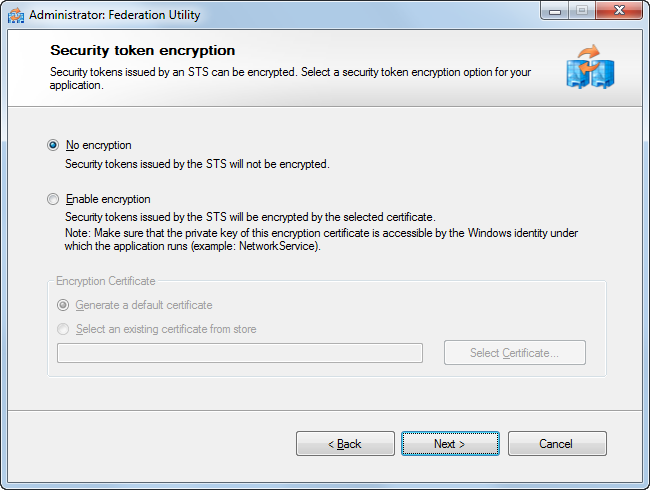 Administrator: Federation Utility
Security token encryption
Security tokens issued by an STS can be encrypted. Select a security token encryption option for your
application.
No encryption
Security tokens issued by the STS will not be encrypted.
Enable encryption
Security tokens issued by the STS will be encrypted by the selected certificate.
Note: Make sure that the private key of this encryption certificate is accessible by the Windows identity under
which the application runs (example: NetworkService).
Encryption Certificate
Generate a default certificate
Select an existing certificate from store
Select Certificate...
< Back
Next >
Cancel